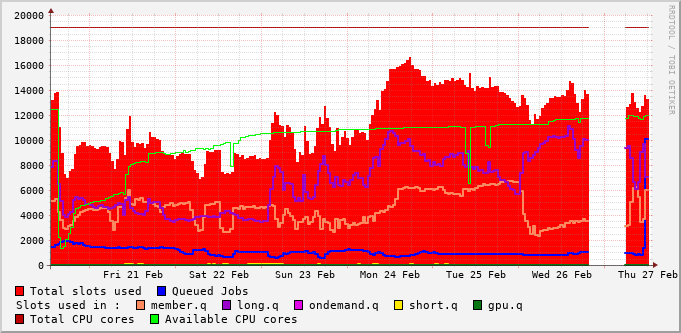 20000
18000
16000
14000
12000
10000
8000
6000
4000
2000
0
Fri 21 Feb Sat 22 Feb Sun 23 Feb Mon 24 Feb Tue 25 Feb Wed 26 Feb Thu 27 Feb
Total slots used Queued Jobs
Slots used in : member.q long.q ondemand.q short.q gpu.q
Total CPU cores Available CPU cores
RRDTOOL / TOBI OETIKER